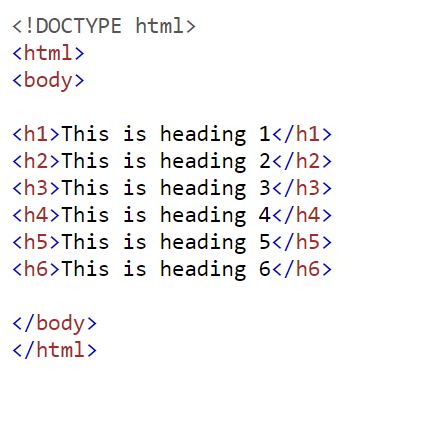 <!DOCTYPE html>
<html>
<body>
<h1>This is heading 1</h1>
<h2>This is heading 2</h2>
<h3>This is heading 3</h3>
<h4>This is heading 4</h4>
<h5>This is heading 5</h5>
<h6>This is heading 6</h6>
</body>
</html>